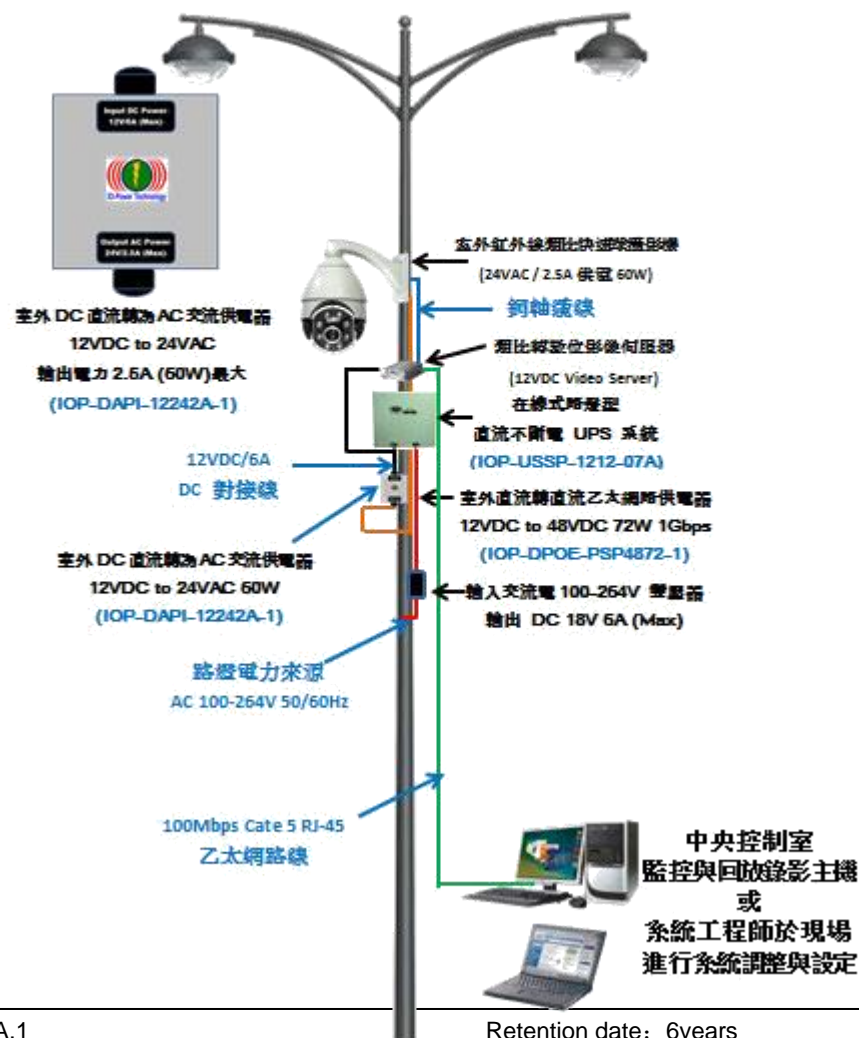 Input DC Power
12V/6A (Max)
Output AC Power
24V/2.5A (Max)
室外 DC 直流轉為 AC 交流供電器
12VDC to 24VAC
輸出電力 2.5A (60W)最大
(IOP-DAPI-12242A-1)
室外紅外線類比快速球攝影機
(24VAC / 2.5A 供電 60W)
銅軸纜線
類比轉數位影像伺服器
(12VDC Video Server)
在線式路燈型
直流不斷電 UPS 系統
(IOP-USSP-1212-07A)
12VDC/6A
DC 對接線
室外直流轉直流乙太網路供電器
12VDC to 48VDC 72W 1Gbps
(IOP-DPOE-PSP4872-1)
室外 DC 直流轉為 AC 交流供電器
12VDC to 24VAC 60W
(IOP-DAPI-12242A-1)
輸入交流電 100-264V 變壓器
輸出 DC 18V 6A (Max)
路燈電力來源
AC 100-264V 50/60Hz
100Mbps Cate 5 RJ-45
乙太網路線
中央控制室
監控與回放錄影主機
或
系統工程師於現場
進行系統調整與設定
A.1
Retention date：6years